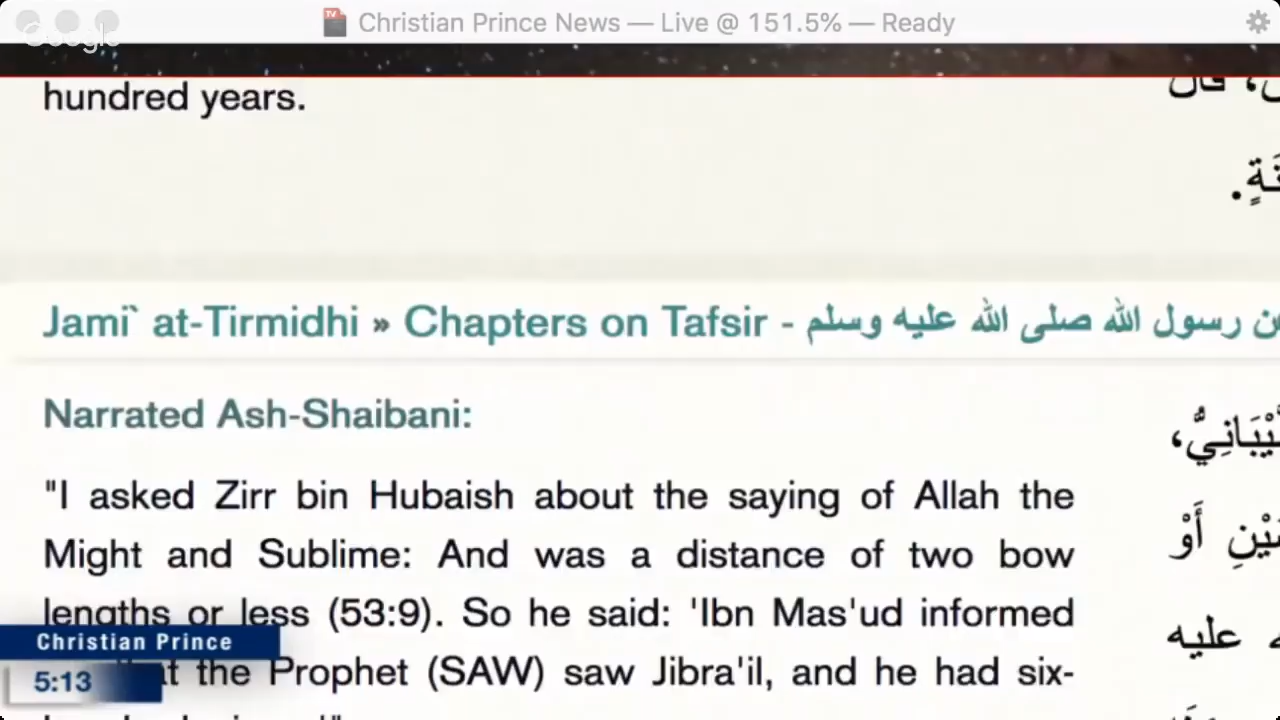 Christian Prince News — Live @ 151.5% — Ready
Google
hundred years.
Jami` at-Tirmidhi » Chapters on Tafsir - رسول الله صلى الله عليه وسلم
Narrated Ash-Shaibani:
"I asked Zirr bin Hubaish about the saying of Allah the
Might and Sublime: And was a distance of two bow
lengths or less (53:9). So he said: 'Ibn Mas'ud informed
the Prophet (SAW) saw Jibra'il, and he had six-
أَوْ
عليه
Christian Prince
5:13